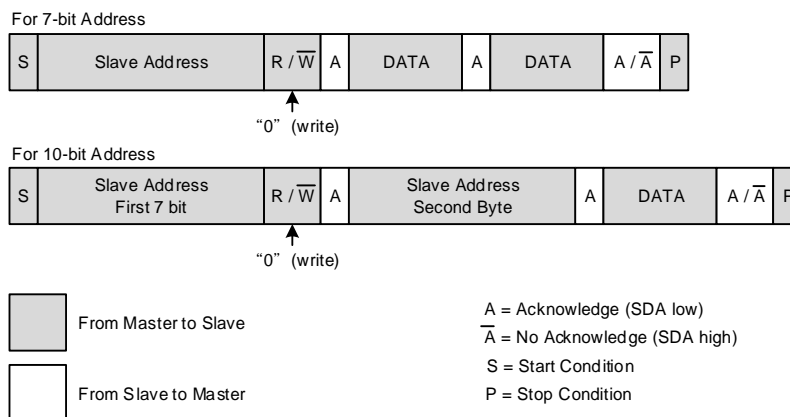 For 7-bit Address
S Slave Address R / W̅ A DATA A DATA A / A̅ P
“0” (write)
For 10-bit Address
S Slave Address First 7 bit R / W̅ A Slave Address Second Byte A DATA A / A̅ P
“0” (write)
From Master to Slave
From Slave to Master
A = Acknowledge (SDA low)
A̅ = No Acknowledge (SDA high)
S = Start Condition
P = Stop Condition